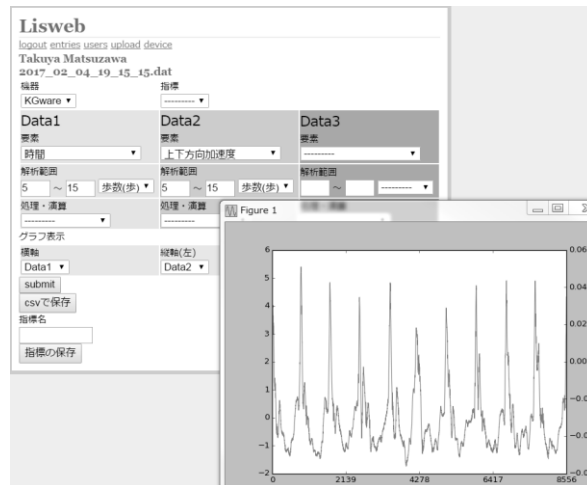 Lisweb
logout entries users upload device
Takuya Matsuzawa
2017_02_04_19_15_15.dat
機器 指標
KGware ▼ --------- ▼
Data1 Data2 Data3
要素 要素 要素
時間 ▼ 上下方向加速度 ▼ --------- ▼
解析範囲 解析範囲 解析範囲
5 ~ 15 歩数(歩) ▼ 5 ~ 15 歩数(歩) ▼ ~ --------- ▼
処理・演算 処理・演算
--------- ▼ ---------
グラフ表示
横軸 縦軸(左)
Data1 ▼ Data2 ▼
submit
csvで保存
指標名
指標の保存
Figure 1
6 0.06
5 0.04
4 0.02
3
2 0.00
1
0 −0.0
−1 −0.0
−2 −0.0
0 2139 4278 6417 8556